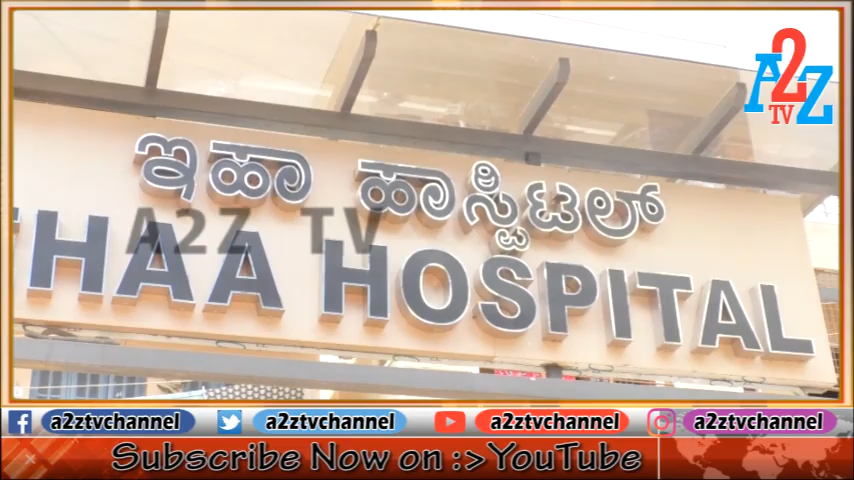 A2Z
TV
ಇಹಾ ಹಾಸ್ಪಿಟಲ್
A2Z TV
HAA HOSPITAL
a2ztvchannel a2ztvchannel a2ztvchannel a2ztvchannel
Subscribe Now on :> YouTube